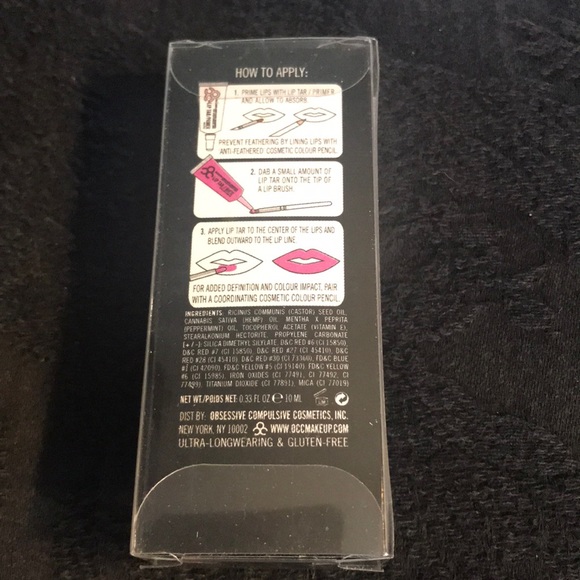 HOW TO APPLY:
1. PRIME LIPS WITH LIP TAR / PRIMER
AND ALLOW TO ABSORB.
PREVENT FEATHERING BY LINING LIPS WITH
ANTI-FEATHERED COSMETIC COLOUR PENCIL.
2. DAB A SMALL AMOUNT OF
LIP TAR ONTO THE TIP OF
A LIP BRUSH.
3. APPLY LIP TAR TO THE CENTER OF THE LIPS AND
BLEND OUTWARD TO THE LIP LINE.
FOR ADDED DEFINITION AND COLOUR IMPACT, PAIR
WITH A COORDINATING COSMETIC COLOUR PENCIL.
INGREDIENTS: RICINUS COMMUNIS (CASTOR) SEED OIL,
CANNABIS SATIVA (HEMP) OIL, MENTHA X PEPRITA
(PEPPERMINT) OIL, TOCOPHEROL ACETATE (VITAMIN E),
STEARALKONIUM HECTORITE, PROPYLENE CARBONATE
[+/-]: SILICA DIMETHYL SILYLATE, D&C RED #6 (CI 15850),
D&C RED #7 (CI 15850), D&C RED #27 (CI 45410), D&C
RED #28 (CI 45410), D&C RED #30 (CI 73360), FD&C BLUE
#1 (CI 42090), FD&C YELLOW #5 (CI 19140), FD&C YELLOW
#6 (CI 15985), IRON OXIDES (CI 77491, CI 77492, CI
77499), TITANIUM DIOXIDE (CI 77891), MICA (CI 77019)
NET WT/POIDS NET 0.33 FL OZ ℮ 10 ML
DIST BY: OBSESSIVE COMPULSIVE COSMETICS, INC.
NEW YORK, NY 10002 WWW.OCCMAKEUP.COM
ULTRA-LONGWEARING & GLUTEN-FREE